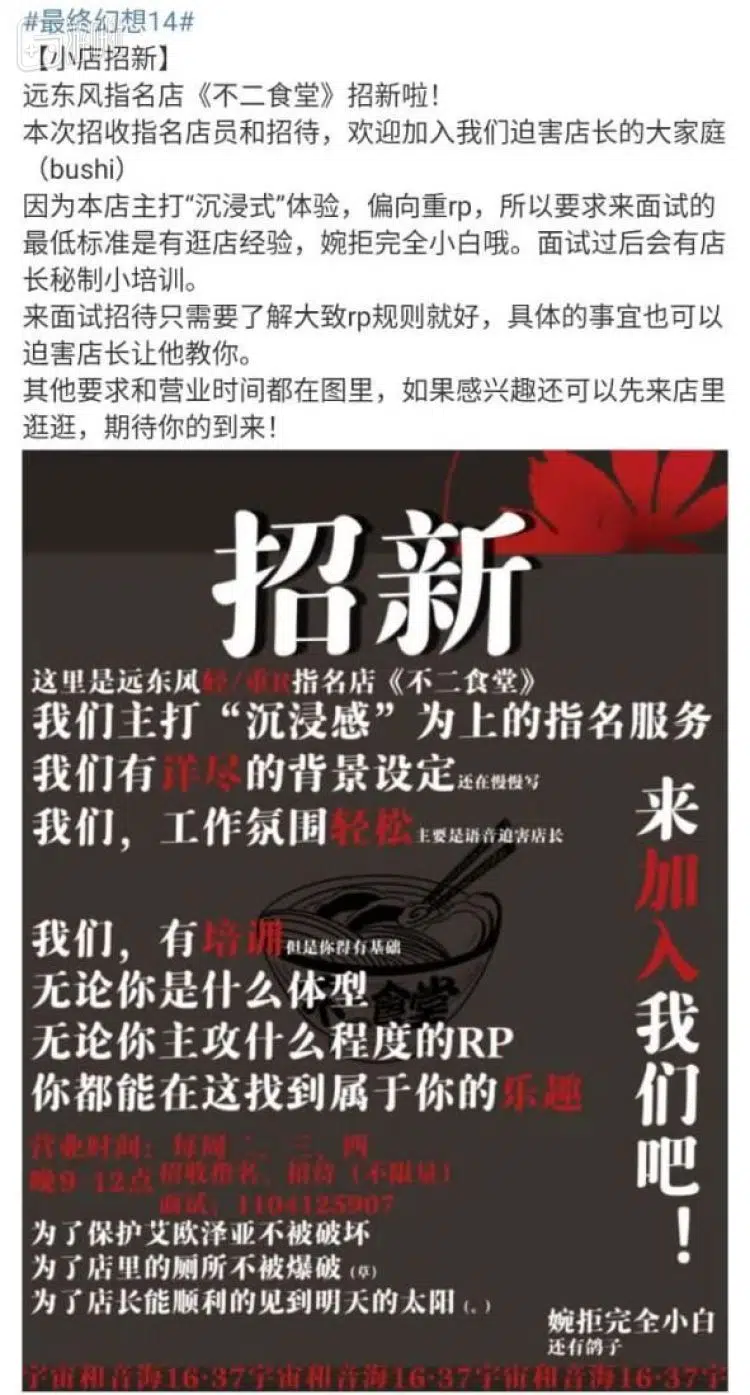 #最终幻想14#
【小店招新】
远东风指名店《不二食堂》招新啦！
本次招收指名店员和招待，欢迎加入我们迫害店长的大家庭
（bushi）
因为本店主打“沉浸式”体验，偏向重rp，所以要求来面试的
最低标准是有逛店经验，婉拒完全小白哦。面试过后会有店
长秘制小培训。
来面试招待只需要了解大致rp规则就好，具体的事宜也可以
迫害店长让他教你。
其他要求和营业时间都在图里，如果感兴趣还可以先来店里
逛逛，期待你的到来！
招新
这里是远东风轻/重R指名店《不二食堂》
我们主打“沉浸感”为上的指名服务
我们有详尽的背景设定还在慢慢写
我们，工作氛围轻松主要是语音迫害店长
我们，有培训但是你得有基础
无论你是什么体型
无论你主攻什么程度的RP
你都能在这找到属于你的乐趣
来加入我们吧！
不二食堂
营业时间：每周二、三、四
晚9-12点 招收指名、招待（不限量）
面试：1104125907
为了保护艾欧泽亚不被破坏
为了店里的厕所不被爆破（草）
为了店长能顺利的见到明天的太阳（。）
婉拒完全小白
还有鸽子
宇宙和音海16-37宇宙和音海16-37宇宙和音海16-37宇